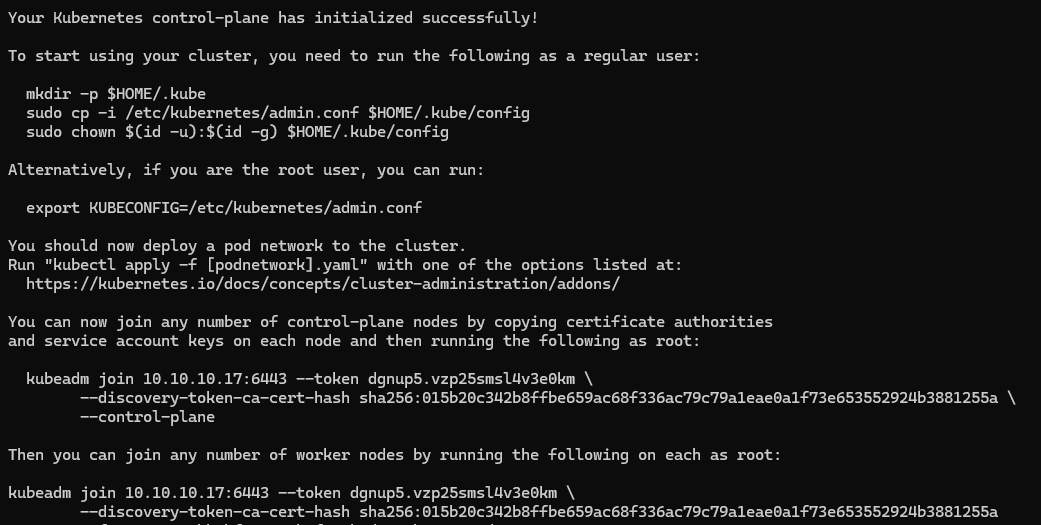 Your Kubernetes control-plane has initialized successfully!
To start using your cluster, you need to run the following as a regular user:
mkdir -p $HOME/.kube
sudo cp -i /etc/kubernetes/admin.conf $HOME/.kube/config
sudo chown $(id -u):$(id -g) $HOME/.kube/config
Alternatively, if you are the root user, you can run:
export KUBECONFIG=/etc/kubernetes/admin.conf
You should now deploy a pod network to the cluster.
Run "kubectl apply -f [podnetwork].yaml" with one of the options listed at:
https://kubernetes.io/docs/concepts/cluster-administration/addons/
You can now join any number of control-plane nodes by copying certificate authorities
and service account keys on each node and then running the following as root:
kubeadm join 10.10.10.17:6443 --token dgnup5.vzp25smsl4v3e0km \
--discovery-token-ca-cert-hash sha256:015b20c342b8ffbe659ac68f336ac79c79a1eae0a1f73e653552924b3881255a \
--control-plane
Then you can join any number of worker nodes by running the following on each as root:
kubeadm join 10.10.10.17:6443 --token dgnup5.vzp25smsl4v3e0km \
--discovery-token-ca-cert-hash sha256:015b20c342b8ffbe659ac68f336ac79c79a1eae0a1f73e653552924b3881255a